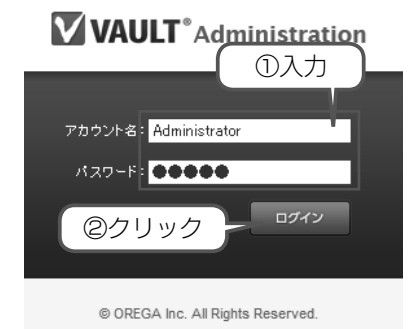 VAULT® Administration
①入力
アカウント名: Administrator
パスワード: ●●●●●
②クリック
ログイン
© OREGA Inc. All Rights Reserved.